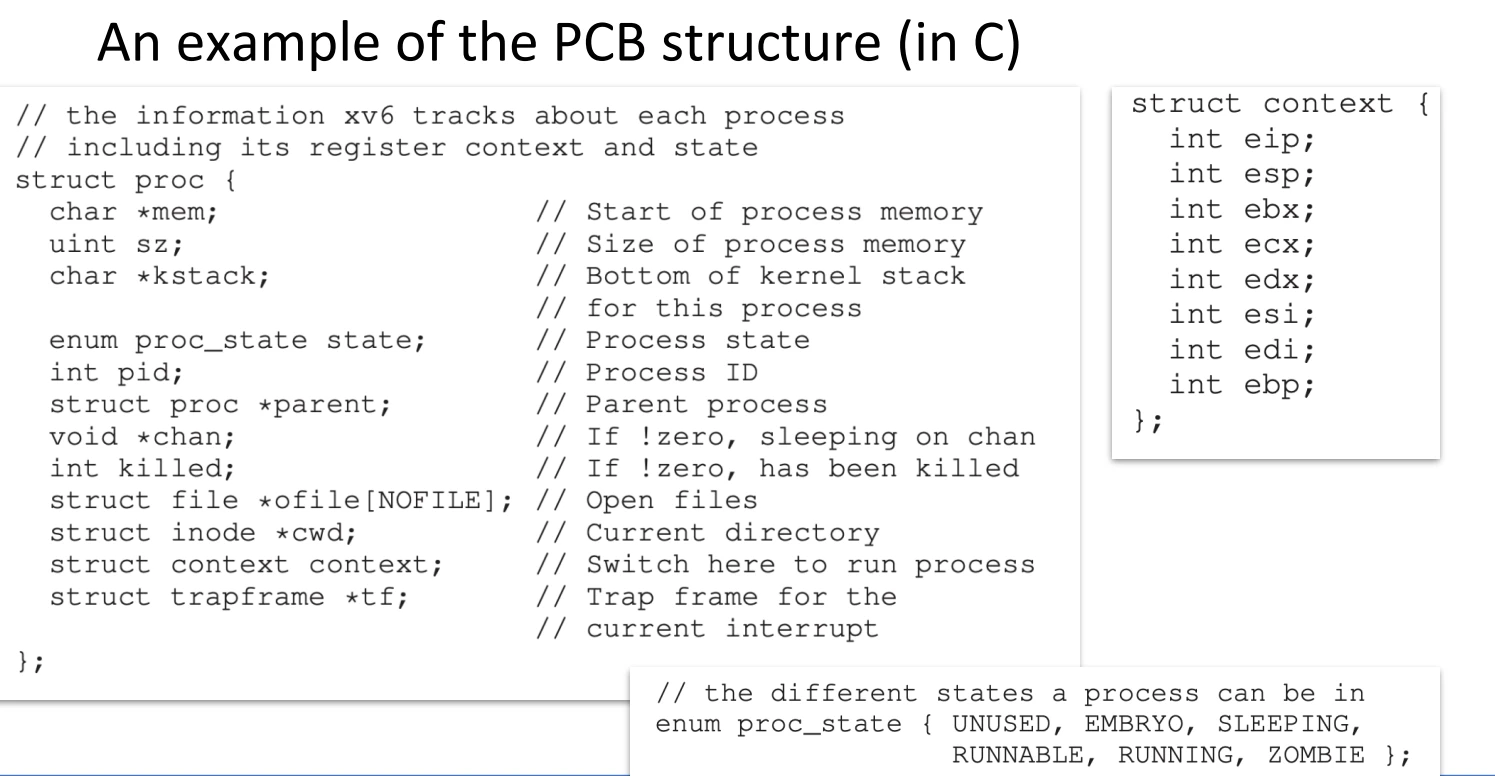 An example of the PCB structure (in C)
// the information xv6 tracks about each process
// including its register context and state
struct proc {
  char *mem;                   // Start of process memory
  uint sz;                     // Size of process memory
  char *kstack;                // Bottom of kernel stack
                               // for this process
  enum proc_state state;       // Process state
  int pid;                     // Process ID
  struct proc *parent;         // Parent process
  void *chan;                  // If !zero, sleeping on chan
  int killed;                  // If !zero, has been killed
  struct file *ofile[NOFILE];  // Open files
  struct inode *cwd;           // Current directory
  struct context context;      // Switch here to run process
  struct trapframe *tf;        // Trap frame for the
                               // current interrupt
};
struct context {
  int eip;
  int esp;
  int ebx;
  int ecx;
  int edx;
  int esi;
  int edi;
  int ebp;
};
// the different states a process can be in
enum proc_state { UNUSED, EMBRYO, SLEEPING,
                  RUNNABLE, RUNNING, ZOMBIE };